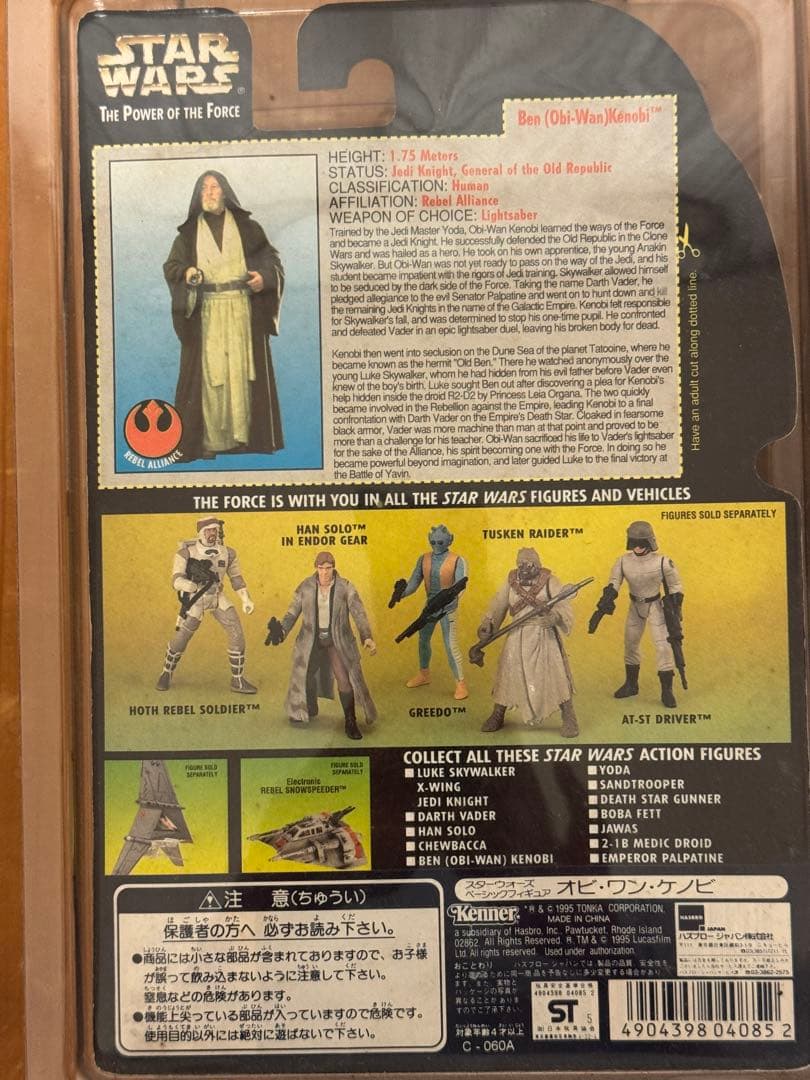 STAR
WARS
THE POWER OF THE FORCE
Ben (Obi-Wan)Kenobi™
HEIGHT: 1.75 Meters
STATUS: Jedi Knight, General of the Old Republic
CLASSIFICATION: Human
AFFILIATION: Rebel Alliance
WEAPON OF CHOICE: Lightsaber
Trained by the Jedi Master Yoda, Obi-Wan Kenobi learned the ways of the Force
and became a Jedi Knight. He successfully defended the Old Republic in the Clone
Wars and was hailed as a hero. He took on his own apprentice, the young Anakin
Skywalker. But Obi-Wan was not yet ready to pass on the way of the Jedi, and his
student became impatient with the rigors of Jedi training. Skywalker allowed himself
to be seduced by the dark side of the Force. Taking the name Darth Vader, he
pledged allegiance to the evil Senator Palpatine and went on to hunt down and kill
the remaining Jedi Knights in the name of the Galactic Empire. Kenobi felt responsible
for Skywalker's fall, and was determined to stop his one-time pupil. He confronted
and defeated Vader in an epic lightsaber duel, leaving his broken body for dead.
Kenobi then went into seclusion on the Dune Sea of the planet Tatooine, where he
became known as the hermit "Old Ben." There he watched anonymously over the
young Luke Skywalker, whom he had hidden from his evil father before Vader even
knew of the boy's birth. Luke sought Ben out after discovering a plea for Kenobi's
help hidden inside the droid R2-D2 by Princess Leia Organa. The two quickly
became involved in the Rebellion against the Empire, leading Kenobi to a final
confrontation with Darth Vader on the Empire's Death Star. Cloaked in fearsome
black armor, Vader was more machine than man at that point and proved to be
more than a challenge for his teacher. Obi-Wan sacrificed his life to Vader's lightsaber
for the sake of the Alliance, his spirit becoming one with the Force. In doing so he
became powerful beyond imagination, and later guided Luke to the final victory at
the Battle of Yavin.
REBEL ALLIANCE
Have an adult cut along dotted line.
THE FORCE IS WITH YOU IN ALL THE STAR WARS FIGURES AND VEHICLES
FIGURES SOLD SEPARATELY
HAN SOLO™
IN ENDOR GEAR
TUSKEN RAIDER™
HOTH REBEL SOLDIER™
GREEDO™
AT-ST DRIVER™
FIGURE SOLD
SEPARATELY
FIGURE SOLD
SEPARATELY
Electronic
REBEL SNOWSPEEDER™
COLLECT ALL THESE STAR WARS ACTION FIGURES
LUKE SKYWALKER
X-WING
JEDI KNIGHT
DARTH VADER
HAN SOLO
CHEWBACCA
BEN (OBI-WAN) KENOBI
YODA
SANDTROOPER
DEATH STAR GUNNER
BOBA FETT
JAWAS
2-1B MEDIC DROID
EMPEROR PALPATINE
注 意(ちゅうい)
保護者の方へ 必ずお読み下さい。
●商品には小さな部品が含まれておりますので、お子様
が誤って飲み込まないように注意して下さい。
窒息などの危険があります。
●機能上尖っている部品が入っていますので危険です。
使用目的以外には絶対に遊ばないで下さい。
スターウォーズ
ベーシックフィギュア オビ・ワン・ケノビ
Kenner
® & © 1995 TONKA CORPORATION.
MADE IN CHINA
a subsidiary of Hasbro, Inc. Pawtucket, Rhode Island
02862. All Rights Reserved. ®, TM & © 1995 Lucasfilm
Ltd. All rights Reserved. Used under authorization.
おことわり
HASBRO
JAPAN
ハズブロー ジャパン株式会社
☎03-3862-2575
4904398 04085 2
ST
対象年齢4才以上
C - 060A
4 904398 040852